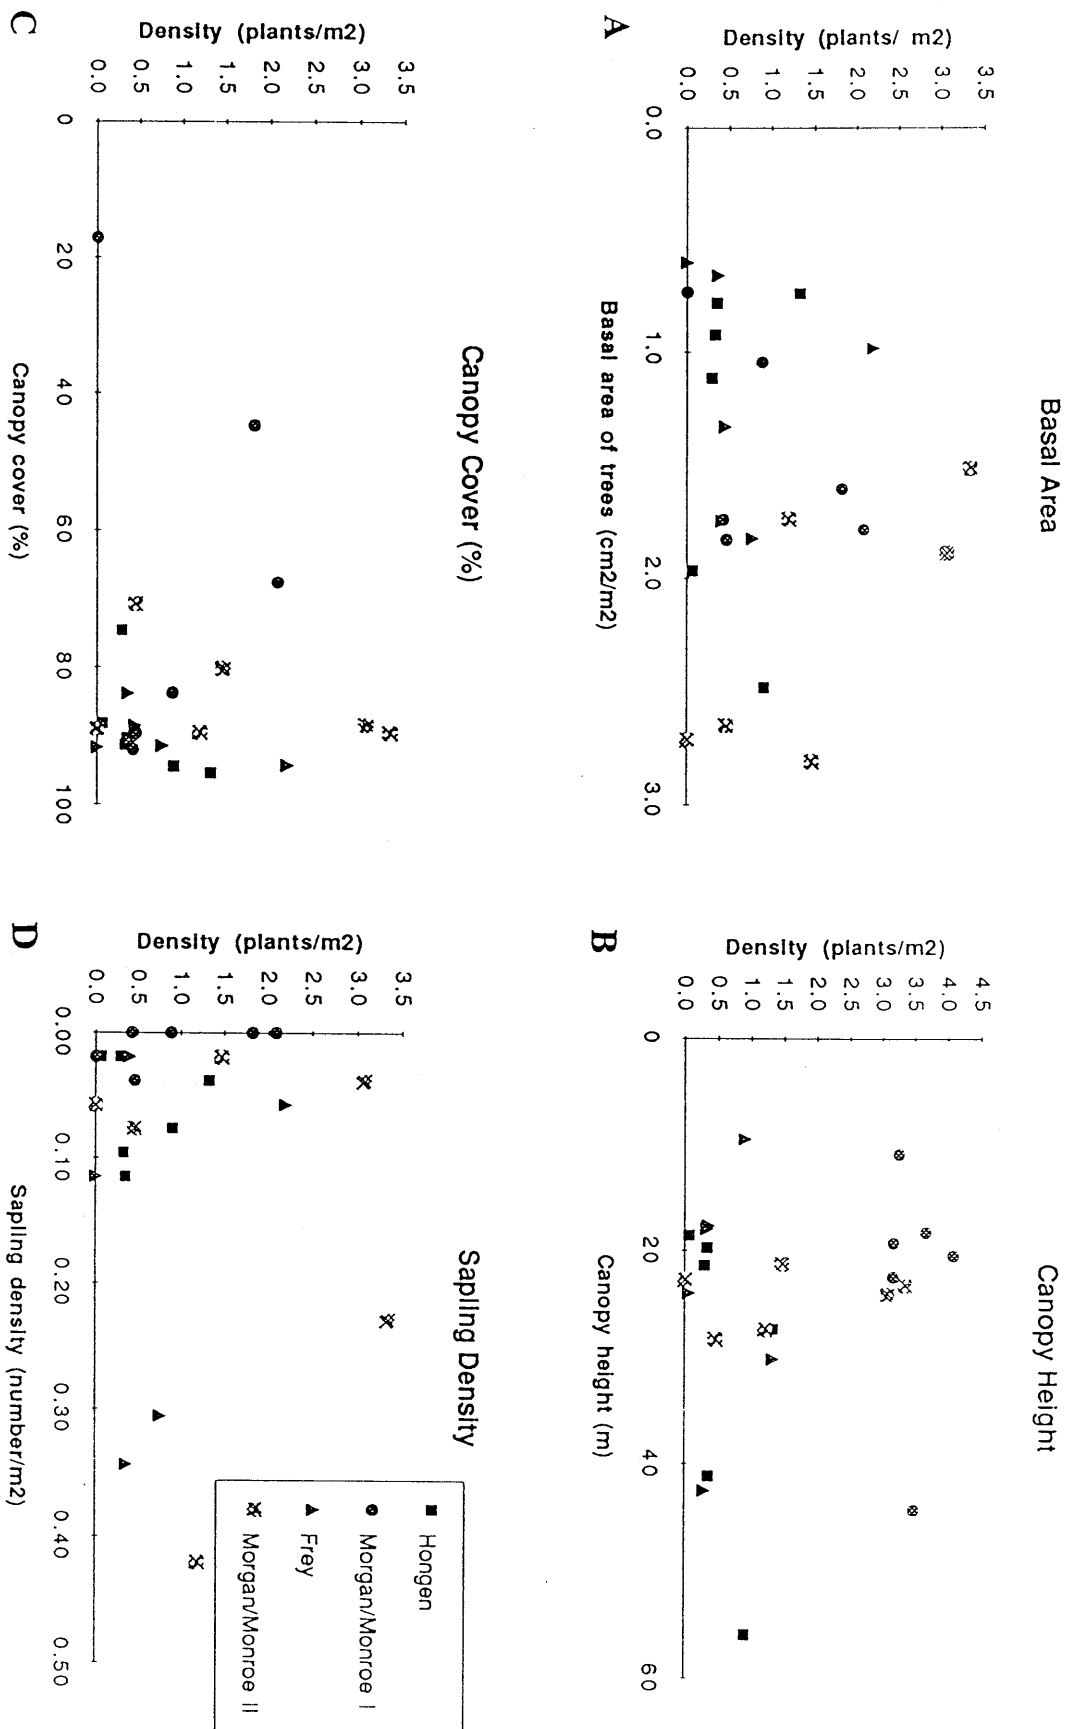 A
Basal Area
Density (plants/ m2)
3.5
3.0
2.5
2.0
1.5
1.0
0.5
0.0
0.0
1.0
2.0
3.0
Basal area of trees (cm2/m2)
B
Canopy Height
Density (plants/m2)
4.5
4.0
3.5
3.0
2.5
2.0
1.5
1.0
0.5
0.0
0
20
40
60
Canopy height (m)
C
Canopy Cover (%)
Density (plants/m2)
3.5
3.0
2.5
2.0
1.5
1.0
0.5
0.0
0
20
40
60
80
100
Canopy cover (%)
D
Sapling Density
Density (plants/m2)
3.5
3.0
2.5
2.0
1.5
1.0
0.5
0.0
0.00
0.10
0.20
0.30
0.40
0.50
Sapling density (number/m2)
Hongen
Morgan/Monroe I
Frey
Morgan/Monroe II